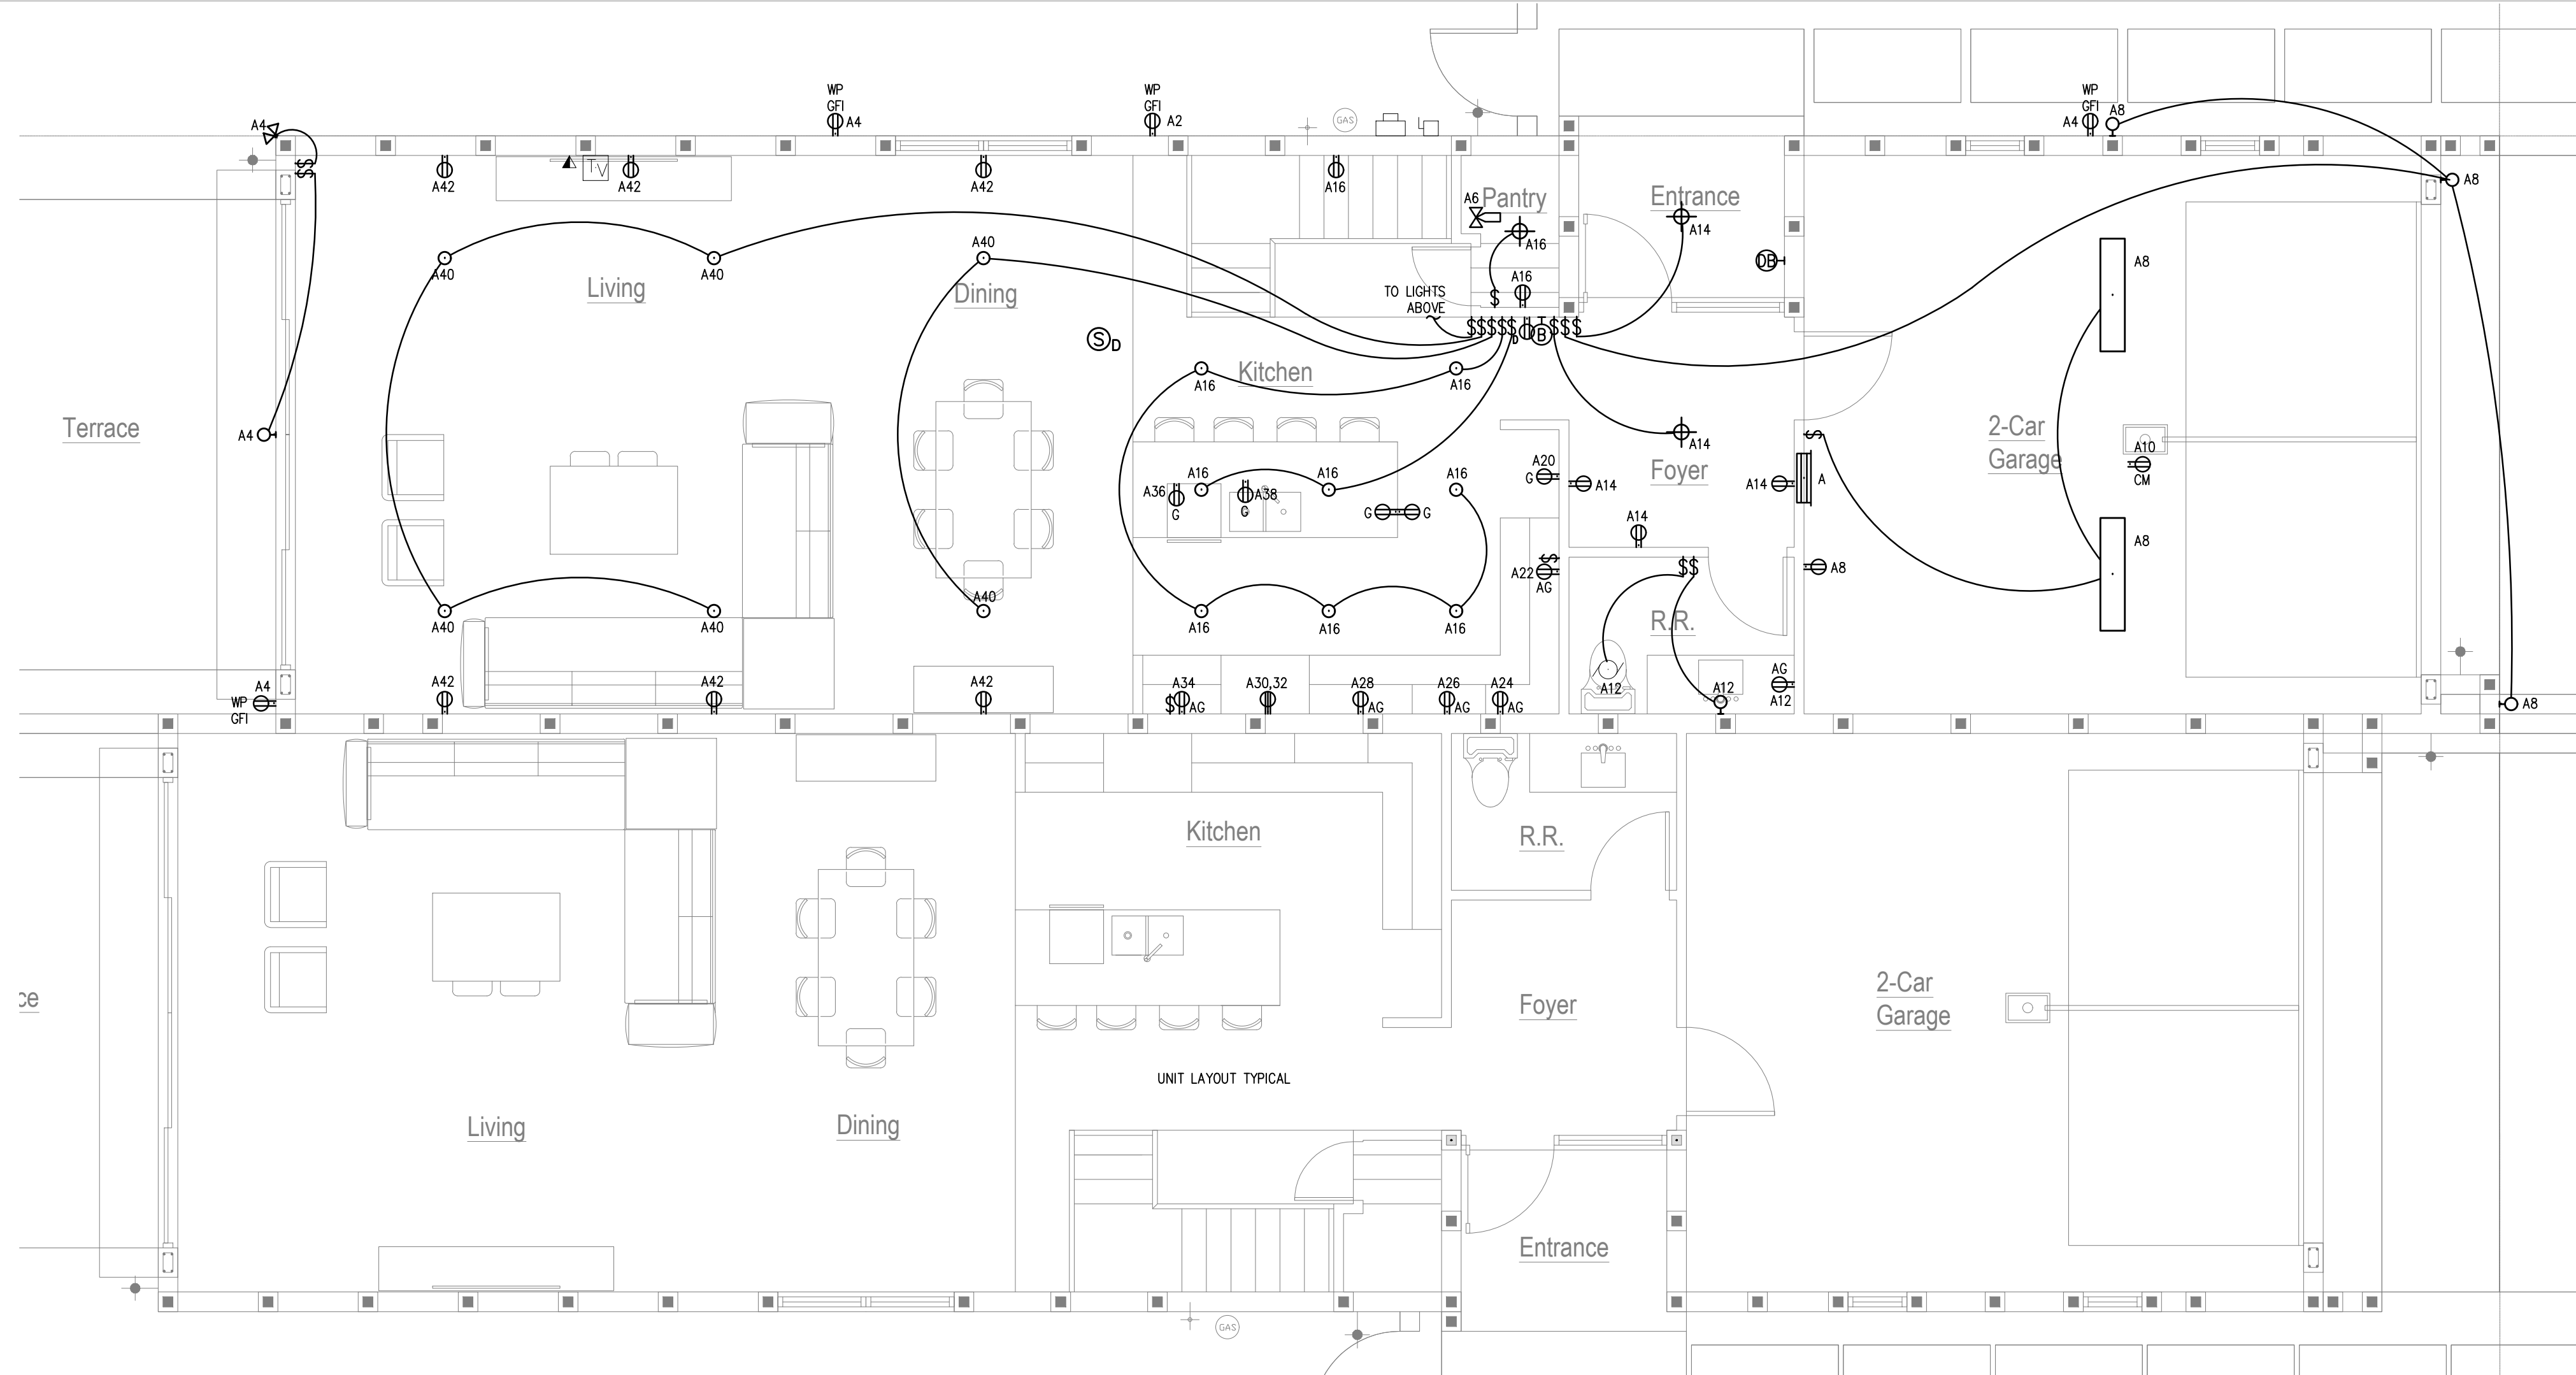 WP
GFI
A4
WP
GFI
A2
GAS
WP
GFI
A4
A8
A4
$$
A42
TV
A42
A42
A16
A6
Pantry
A16
Entrance
A14
A8
A40
A40
Living
A40
Dining
TO LIGHTS
ABOVE
$
A16
DB
A8
S
D
$$$$$
D
B
$$$
Kitchen
A16
A16
Terrace
A4
A14
Foyer
$
2-Car
Garage
A10
CM
A36
G
A16
A38
G
A16
A16
G
G
A20
G
A14
A14
A
A14
A8
$
A22
AG
$$
A8
A40
A40
A40
A16
A16
A16
R.R.
A4
WP
GFI
A42
A42
A42
A34
$
AG
A30,32
A28
AG
A26
AG
A24
AG
A12
A12
AG
A12
A8
Kitchen
R.R.
ce
Foyer
2-Car
Garage
UNIT LAYOUT TYPICAL
Living
Dining
Entrance
GAS